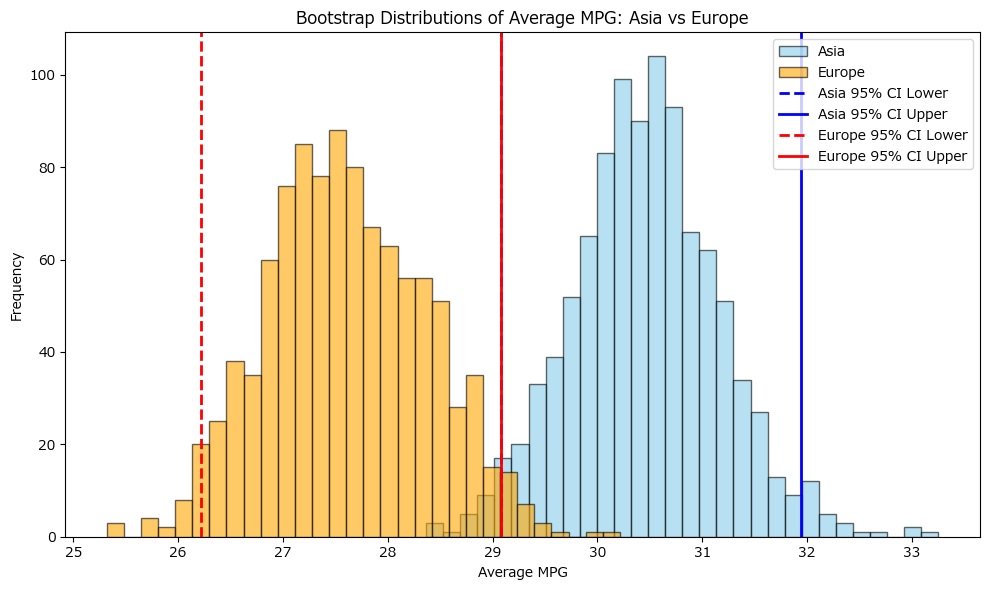 Bootstrap Distributions of Average MPG: Asia vs Europe
Asia
Europe
Asia 95% CI Lower
Asia 95% CI Upper
Europe 95% CI Lower
Europe 95% CI Upper
100
80
60
40
20
0
Frequency
25 26 27 28 29 30 31 32 33
Average MPG